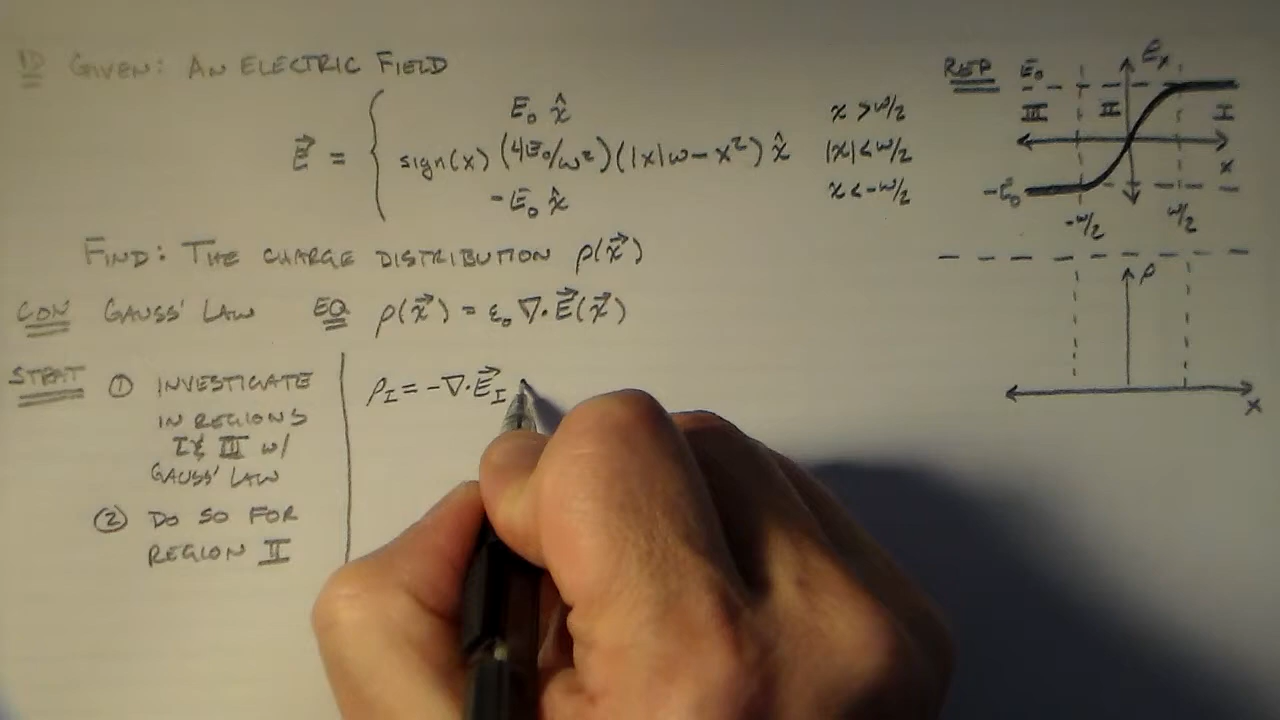 ID GIVEN: AN ELECTRIC FIELD
E₀ x̂ x > w/2
E⃗ = { sign(x) (4E₀/w²)(|x|w - x²) x̂ |x| < w/2
-E₀ x̂ x < -w/2
FIND: THE CHARGE DISTRIBUTION ρ(x⃗)
CON GAUSS' LAW EQ ρ(x⃗) = ε₀ ∇·E⃗(x⃗)
STRAT ① INVESTIGATE
IN REGIONS
I & III w/
GAUSS' LAW
② DO SO FOR
REGION II
ρ_I = -∇·E⃗_I
REP E₀ Eₓ
III II I
x
-E₀
-w/2 w/2
ρ
x